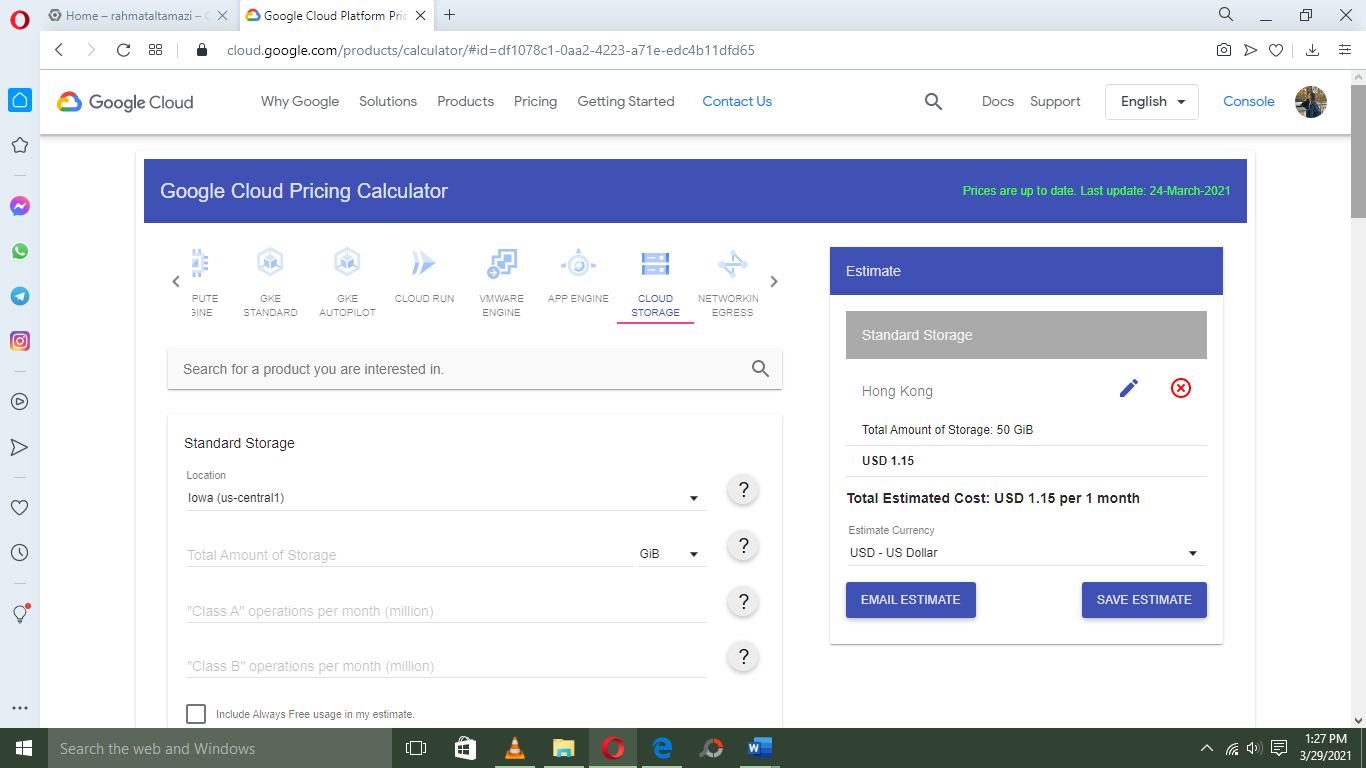 Home – rahmataltamazi –
Google Cloud Platform Pric
cloud.google.com/products/calculator/#id=df1078c1-0aa2-4223-a71e-edc4b11dfd65
Google Cloud
Why Google
Solutions
Products
Pricing
Getting Started
Contact Us
Docs
Support
English
Console
Google Cloud Pricing Calculator
Prices are up to date. Last update: 24-March-2021
PUTE
GINE
GKE
STANDARD
GKE
AUTOPILOT
CLOUD RUN
VMWARE
ENGINE
APP ENGINE
CLOUD
STORAGE
NETWORKIN
EGRESS
Search for a product you are interested in.
Standard Storage
Location
Iowa (us-central1)
?
Total Amount of Storage
GiB
?
"Class A" operations per month (million)
?
"Class B" operations per month (million)
?
Include Always Free usage in my estimate.
Estimate
Standard Storage
Hong Kong
Total Amount of Storage: 50 GiB
USD 1.15
Total Estimated Cost: USD 1.15 per 1 month
Estimate Currency
USD - US Dollar
EMAIL ESTIMATE
SAVE ESTIMATE
Search the web and Windows
1:27 PM
3/29/2021